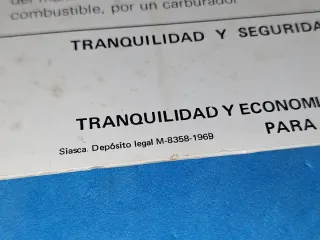 combustible, por un carburador
TRANQUILIDAD Y SEGURIDA
TRANQUILIDAD Y ECONOMI
Siasca. Depósito legal M-8358-1969
PARA